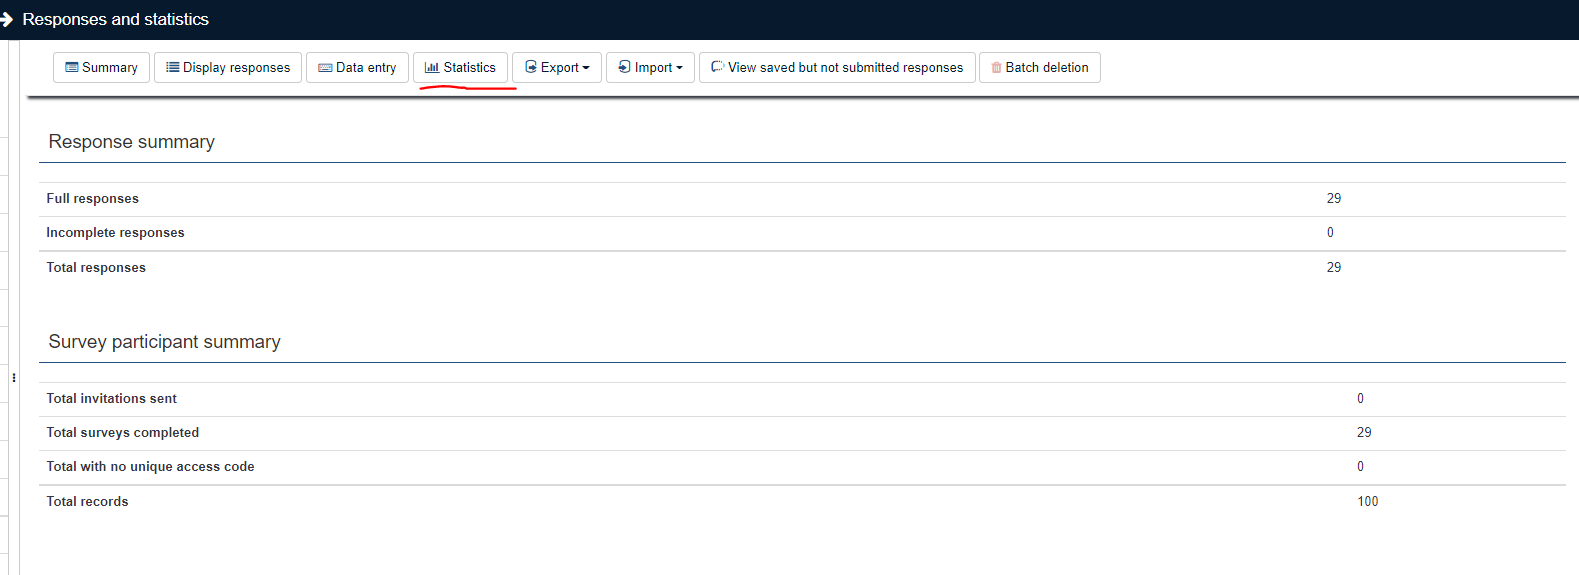 Responses and statistics
Summary Display responses Data entry Statistics Export Import View saved but not submitted responses Batch deletion
Response summary
Full responses 29
Incomplete responses 0
Total responses 29
Survey participant summary
Total invitations sent 0
Total surveys completed 29
Total with no unique access code 0
Total records 100